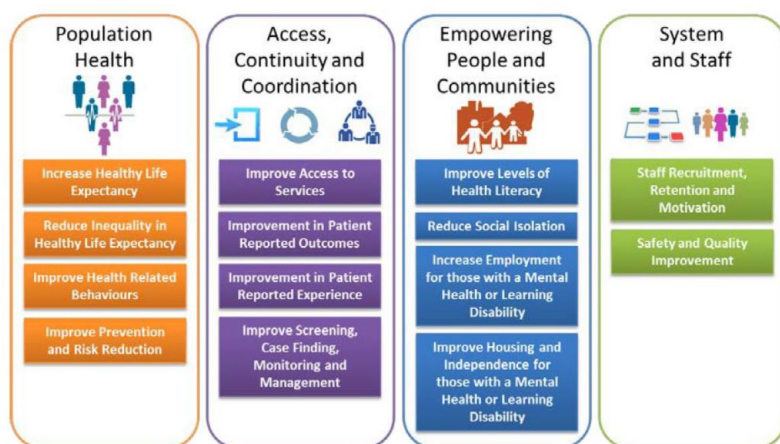 Population
Health
Increase Healthy Life
Expectancy
Reduce Inequality in
Healthy Life Expectancy
Improve Health Related
Behaviours
Improve Prevention
and Risk Reduction
Access,
Continuity and
Coordination
Improve Access to
Services
Improvement in Patient
Reported Outcomes
Improvement in Patient
Reported Experience
Improve Screening,
Case Finding,
Monitoring and
Management
Empowering
People and
Communities
Improve Levels of
Health Literacy
Reduce Social Isolation
Increase Employment
for those with a Mental
Health or Learning
Disability
Improve Housing and
Independence for
those with a Mental
Health or Learning
Disability
System
and Staff
Staff Recruitment,
Retention and
Motivation
Safety and Quality
Improvement